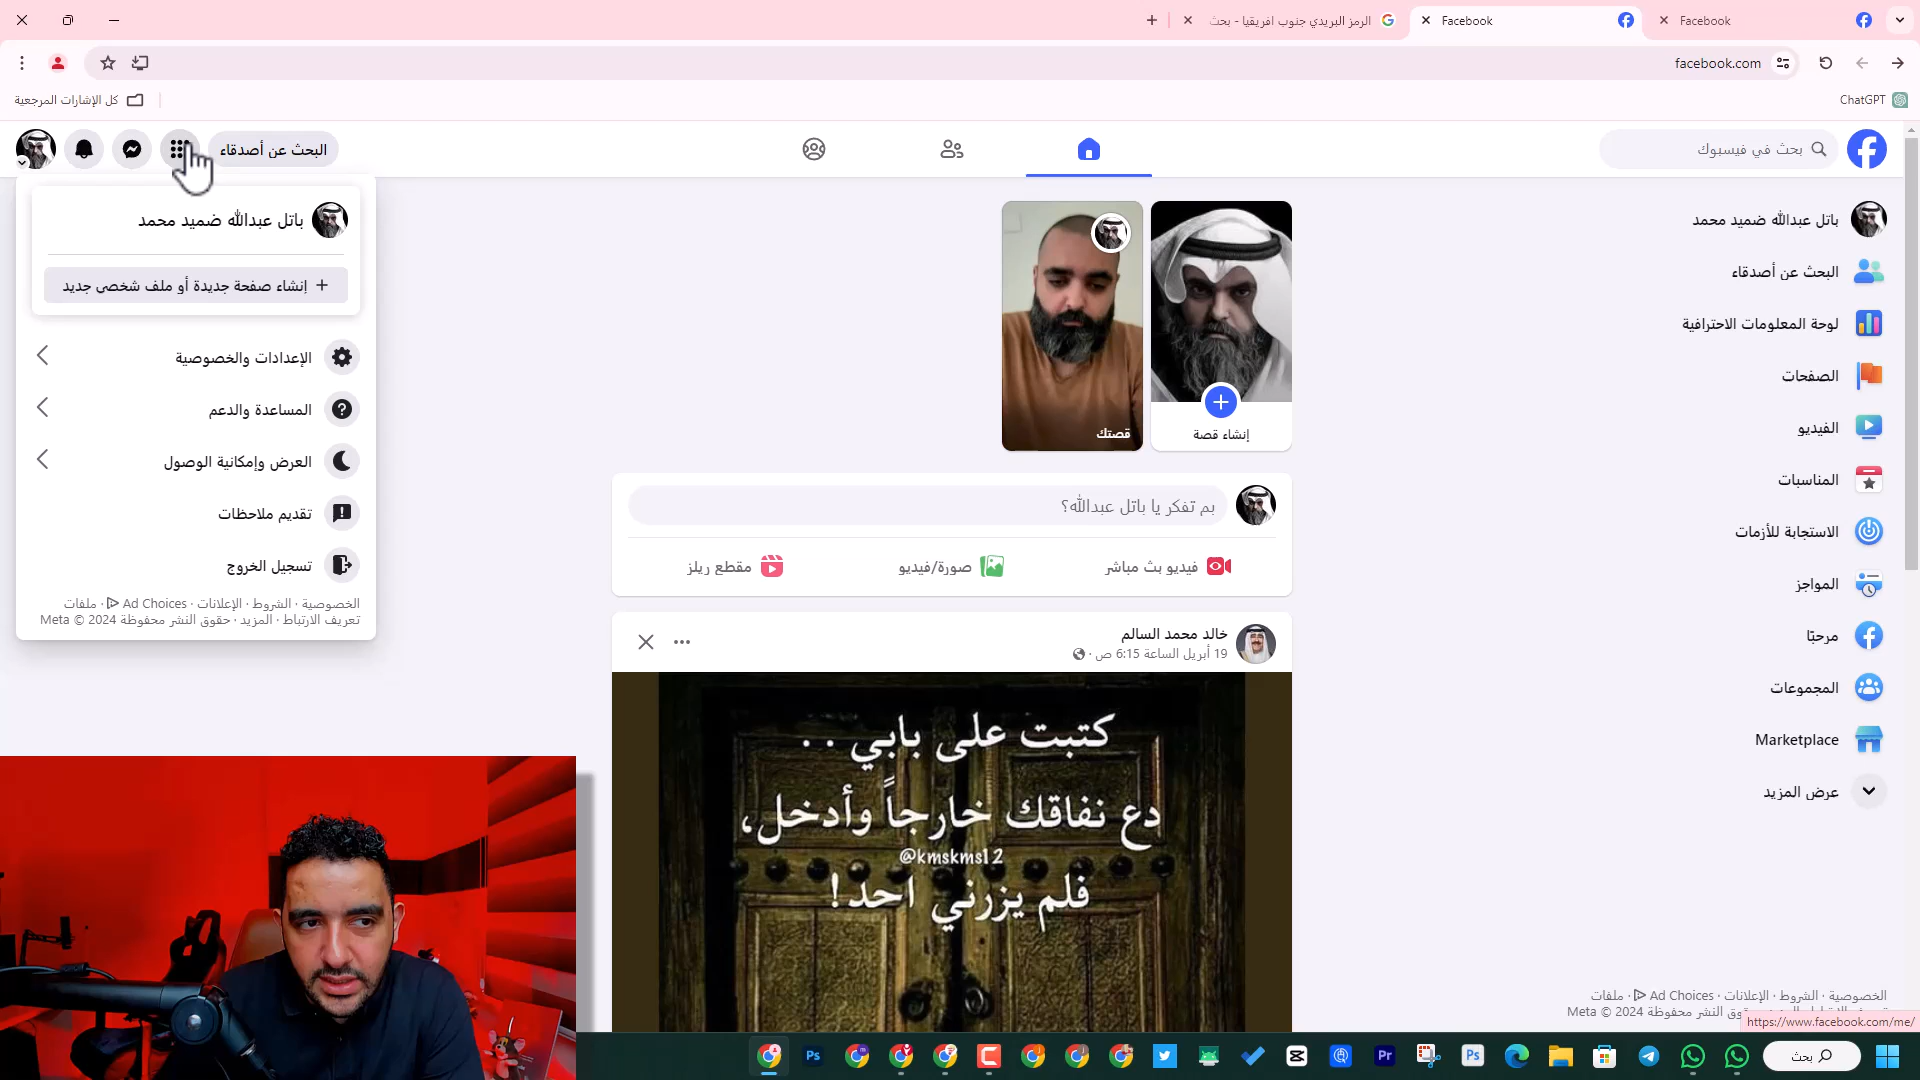 Facebook
Facebook
الرمز البريدي جنوب افريقيا - بحث
facebook.com
ChatGPT
كل الإشارات المرجعية
بحث في فيسبوك
البحث عن أصدقاء
باتل عبدالله ضميد محمد
البحث عن أصدقاء
لوحة المعلومات الاحترافية
الصفحات
الفيديو
المناسبات
الاستجابة للأزمات
المواجز
مرحبًا
المجموعات
Marketplace
عرض المزيد
الخصوصية · الشروط · الإعلانات · Ad Choices · ملفات
https://www.facebook.com/me/
إنشاء قصة
قصتك
بم تفكر يا باتل عبدالله؟
فيديو بث مباشر
صورة/فيديو
مقطع ريلز
خالد محمد السالم
19 أبريل الساعة 6:15 ص ·
كتبت على بابي ..
دع نفاقك خارجاً وأدخل،
@kmskms12
فلم يزرني احد!
باتل عبدالله ضميد محمد
+ إنشاء صفحة جديدة أو ملف شخصي جديد
الإعدادات والخصوصية
المساعدة والدعم
العرض وإمكانية الوصول
تقديم ملاحظات
تسجيل الخروج
الخصوصية · الشروط · الإعلانات · Ad Choices · ملفات
تعريف الارتباط · المزيد · حقوق النشر محفوظة Meta © 2024
بحث